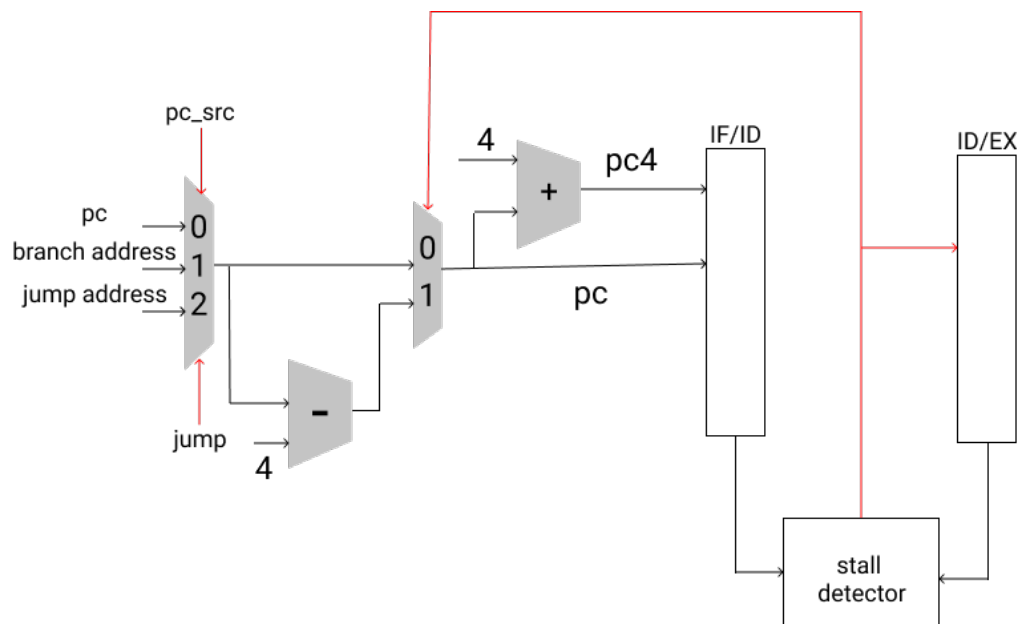 pc_src
pc
branch address
jump address
0
1
2
jump
4
-
0
1
4
+
pc4
pc
IF/ID
ID/EX
stall
detector